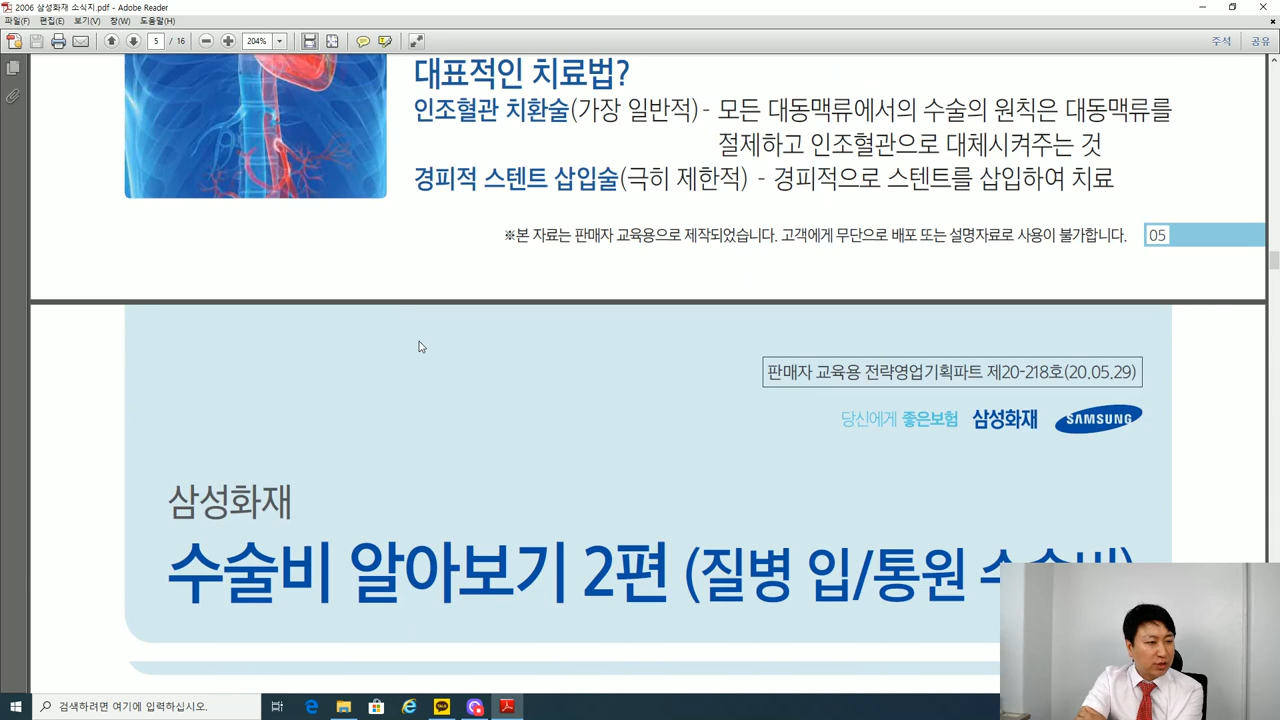 2006 삼성화재 소식지.pdf - Adobe Reader
파일(F) 편집(E) 보기(V) 창(W) 도움말(H)
5 / 16 204% 주석 공유
대표적인 치료법?
인조혈관 치환술(가장 일반적) - 모든 대동맥류에서의 수술의 원칙은 대동맥류를
절제하고 인조혈관으로 대체시켜주는 것
경피적 스텐트 삽입술(극히 제한적) - 경피적으로 스텐트를 삽입하여 치료
※본 자료는 판매자 교육용으로 제작되었습니다. 고객에게 무단으로 배포 또는 설명자료로 사용이 불가합니다. 05
판매자 교육용 전략영업기획파트 제20-218호(20.05.29)
당신에게 좋은보험 삼성화재 SAMSUNG
삼성화재
수술비 알아보기 2편 (질병 입/통원 수술비)
검색하려면 여기에 입력하십시오.